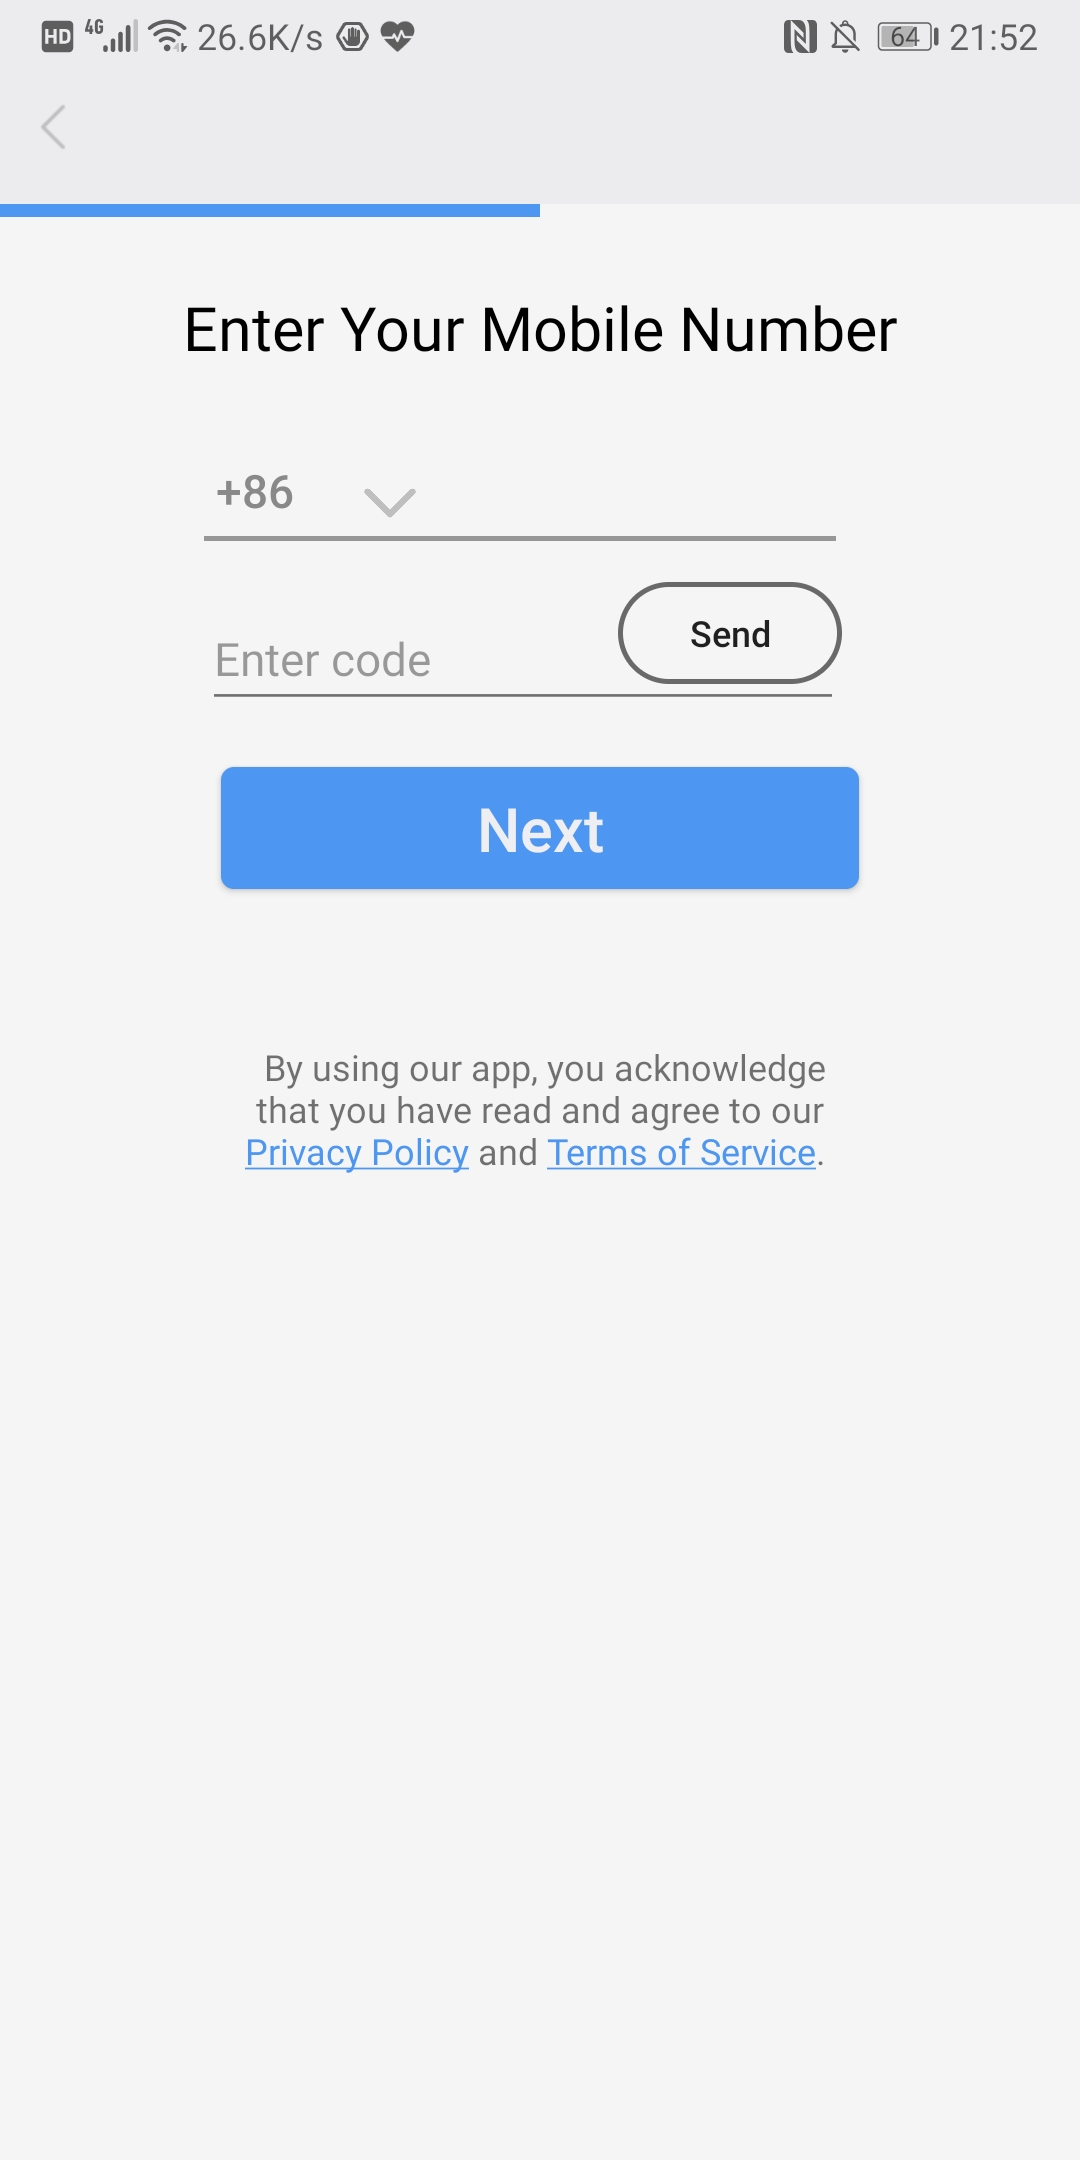 HD 4G 26.6K/s 64 21:52
Enter Your Mobile Number
+86
Enter code
Send
Next
By using our app, you acknowledge
that you have read and agree to our
Privacy Policy and Terms of Service.